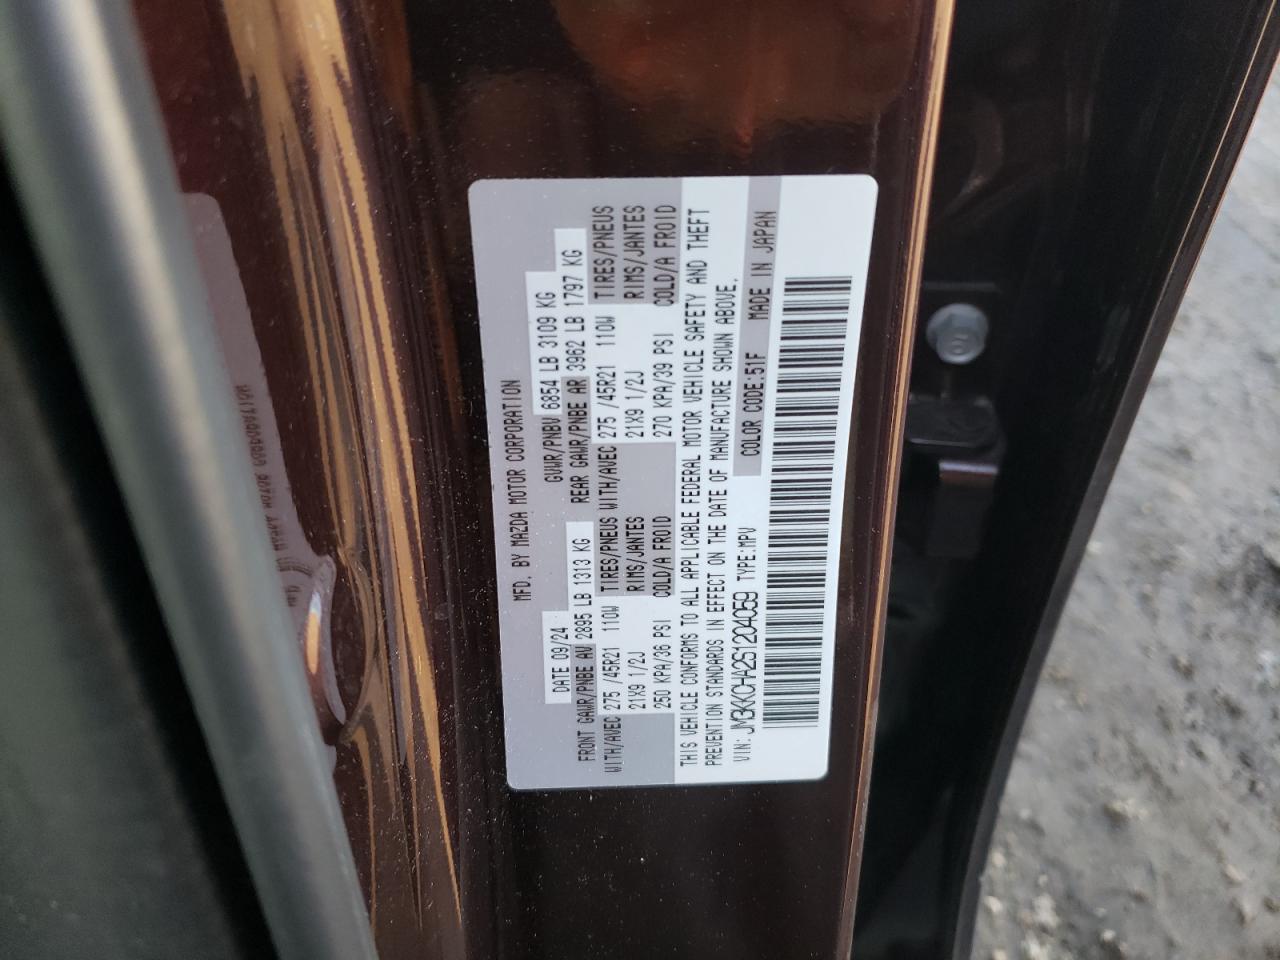 MFD. BY MAZDA MOTOR CORPORATION
DATE 09/24 GVWR/PNBV 6854 LB 3109 KG
FRONT GAWR/PNBE AV 2895 LB 1313 KG REAR GAWR/PNBE AR 3962 LB 1797 KG
WITH/AVEC 275 /45R21 110W TIRES/PNEUS WITH/AVEC 275 /45R21 110W TIRES/PNEUS
21X9 1/2J RIMS/JANTES 21X9 1/2J RIMS/JANTES
250 KPA/36 PSI COLD/A FROID 270 KPA/39 PSI COLD/A FROID
THIS VEHICLE CONFORMS TO ALL APPLICABLE FEDERAL MOTOR VEHICLE SAFETY AND THEFT
PREVENTION STANDARDS IN EFFECT ON THE DATE OF MANUFACTURE SHOWN ABOVE.
VIN: JM3KKCHA2S1204059 TYPE:MPV COLOR CODE:51F MADE IN JAPAN